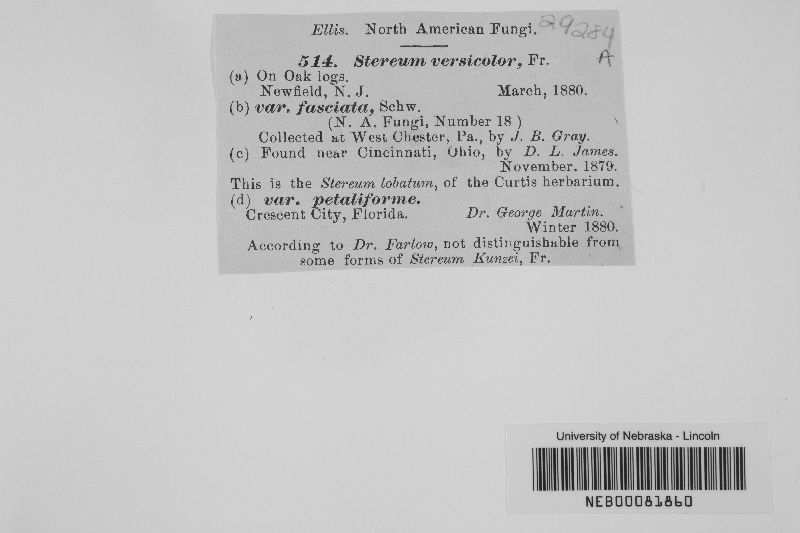 Ellis. North American Fungi. 29284
A
514. Stereum versicolor, Fr.
(a) On Oak logs.
Newfield, N. J. March, 1880.
(b) var. fasciata, Schw.
(N. A. Fungi, Number 18 )
Collected at West Chester, Pa., by J. B. Gray.
(c) Found near Cincinnati, Ohio, by D. L. James.
November. 1879.
This is the Stereum lobatum, of the Curtis herbarium.
(d) var. petaliforme.
Crescent City, Florida. Dr. George Martin.
Winter 1880.
According to Dr. Farlow, not distinguishable from
some forms of Stereum Kunzei, Fr.
University of Nebraska - Lincoln
NEB00081860